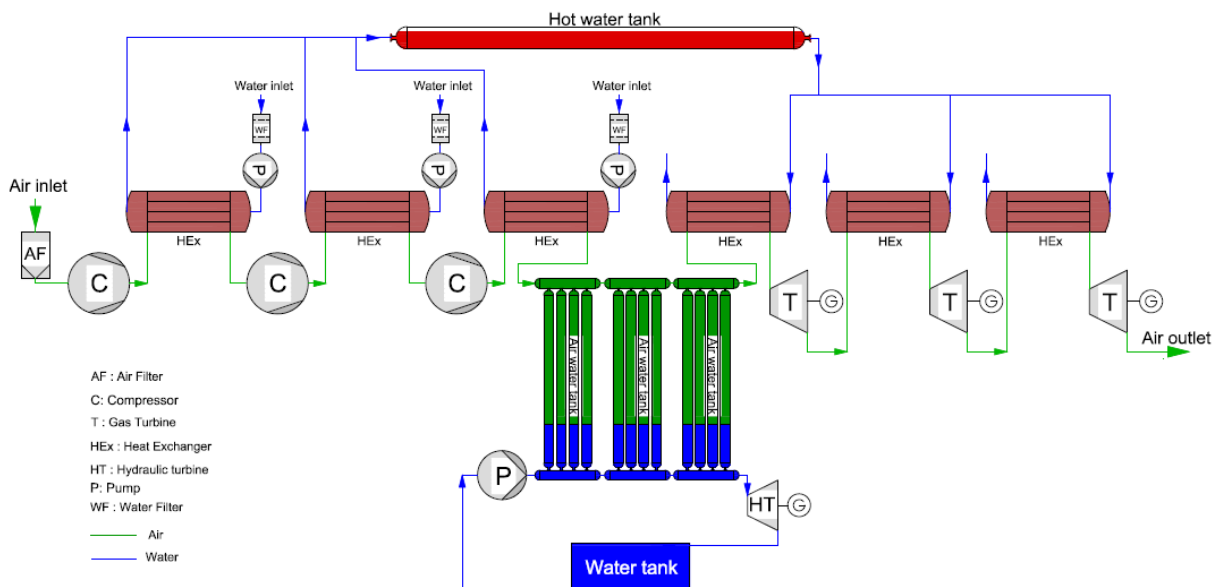 Hot water tank
Water inlet
Water inlet
Water inlet
WF
WF
WF
P
P
P
Air inlet
AF
HEx
HEx
HEx
HEx
HEx
HEx
C
C
C
T
G
T
G
T
G
Air outlet
Air water tank
Air water tank
Air water tank
AF : Air Filter
C: Compressor
T : Gas Turbine
HEx : Heat Exchanger
HT : Hydraulic turbine
P: Pump
WF : Water Filter
Air
Water
P
HT
G
Water tank